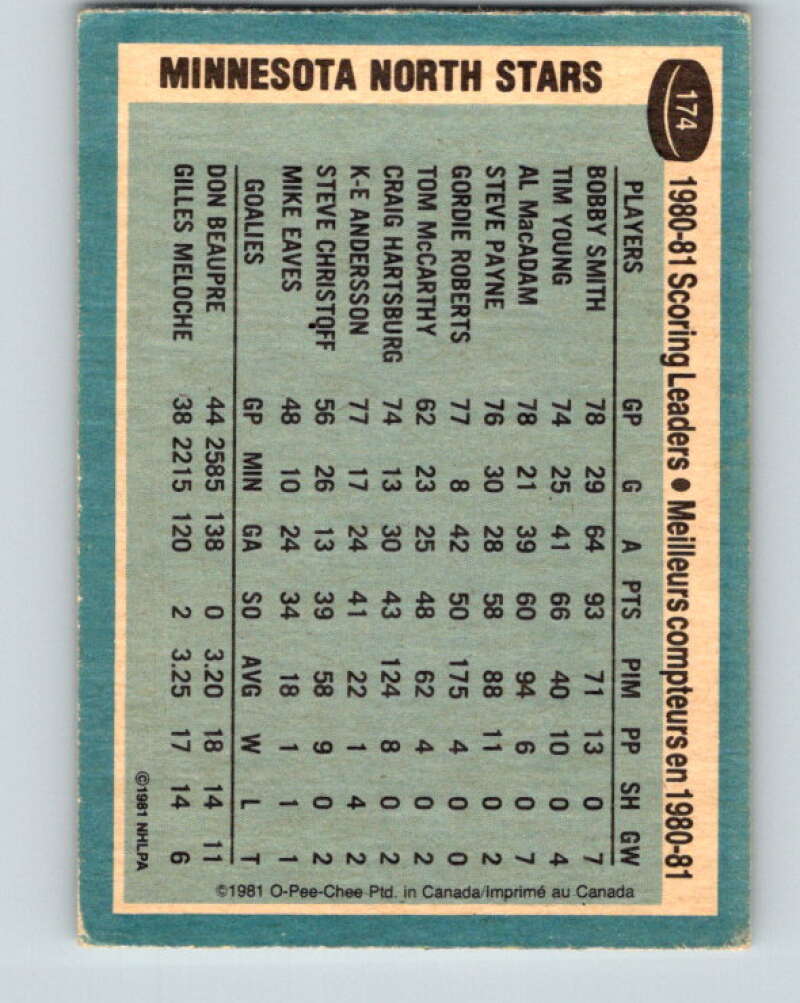 MINNESOTA NORTH STARS
174
1980-81 Scoring Leaders • Meilleurs compteurs en 1980-81
PLAYERS GP G A PTS PIM PP SH GW
BOBBY SMITH 78 29 64 93 71 13 0 7
TIM YOUNG 74 25 41 66 40 10 0 4
AL MacADAM 78 21 39 60 94 6 0 7
STEVE PAYNE 76 30 28 58 88 11 0 2
GORDIE ROBERTS 77 8 42 50 175 4 0 0
TOM McCARTHY 62 23 25 48 62 4 0 2
CRAIG HARTSBURG 74 13 30 43 124 8 0 2
K-E ANDERSSON 77 17 24 41 22 1 4 2
STEVE CHRISTOFF 56 26 13 39 58 9 0 2
MIKE EAVES 48 10 24 34 18 1 1 1
GOALIES GP MIN GA SO AVG W L T
DON BEAUPRE 44 2585 138 0 3.20 18 14 11
GILLES MELOCHE 38 2215 120 2 3.25 17 14 6
©1981 NHLPA
©1981 O-Pee-Chee Ptd. in Canada/Imprimé au Canada